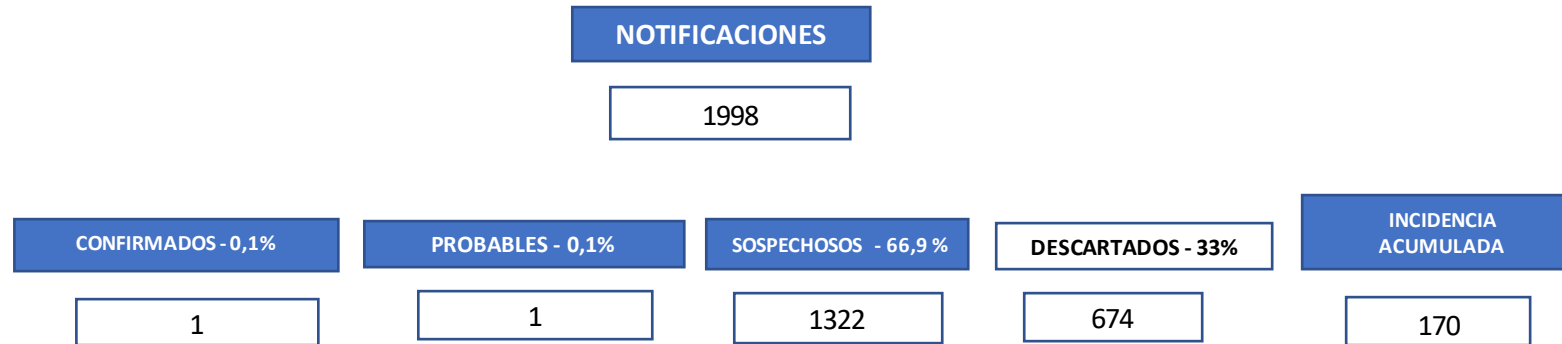 NOTIFICACIONES
1998
CONFIRMADOS - 0,1%
PROBABLES - 0,1%
SOSPECHOSOS - 66,9 %
DESCARTADOS - 33%
INCIDENCIA
ACUMULADA
1
1
1322
674
170